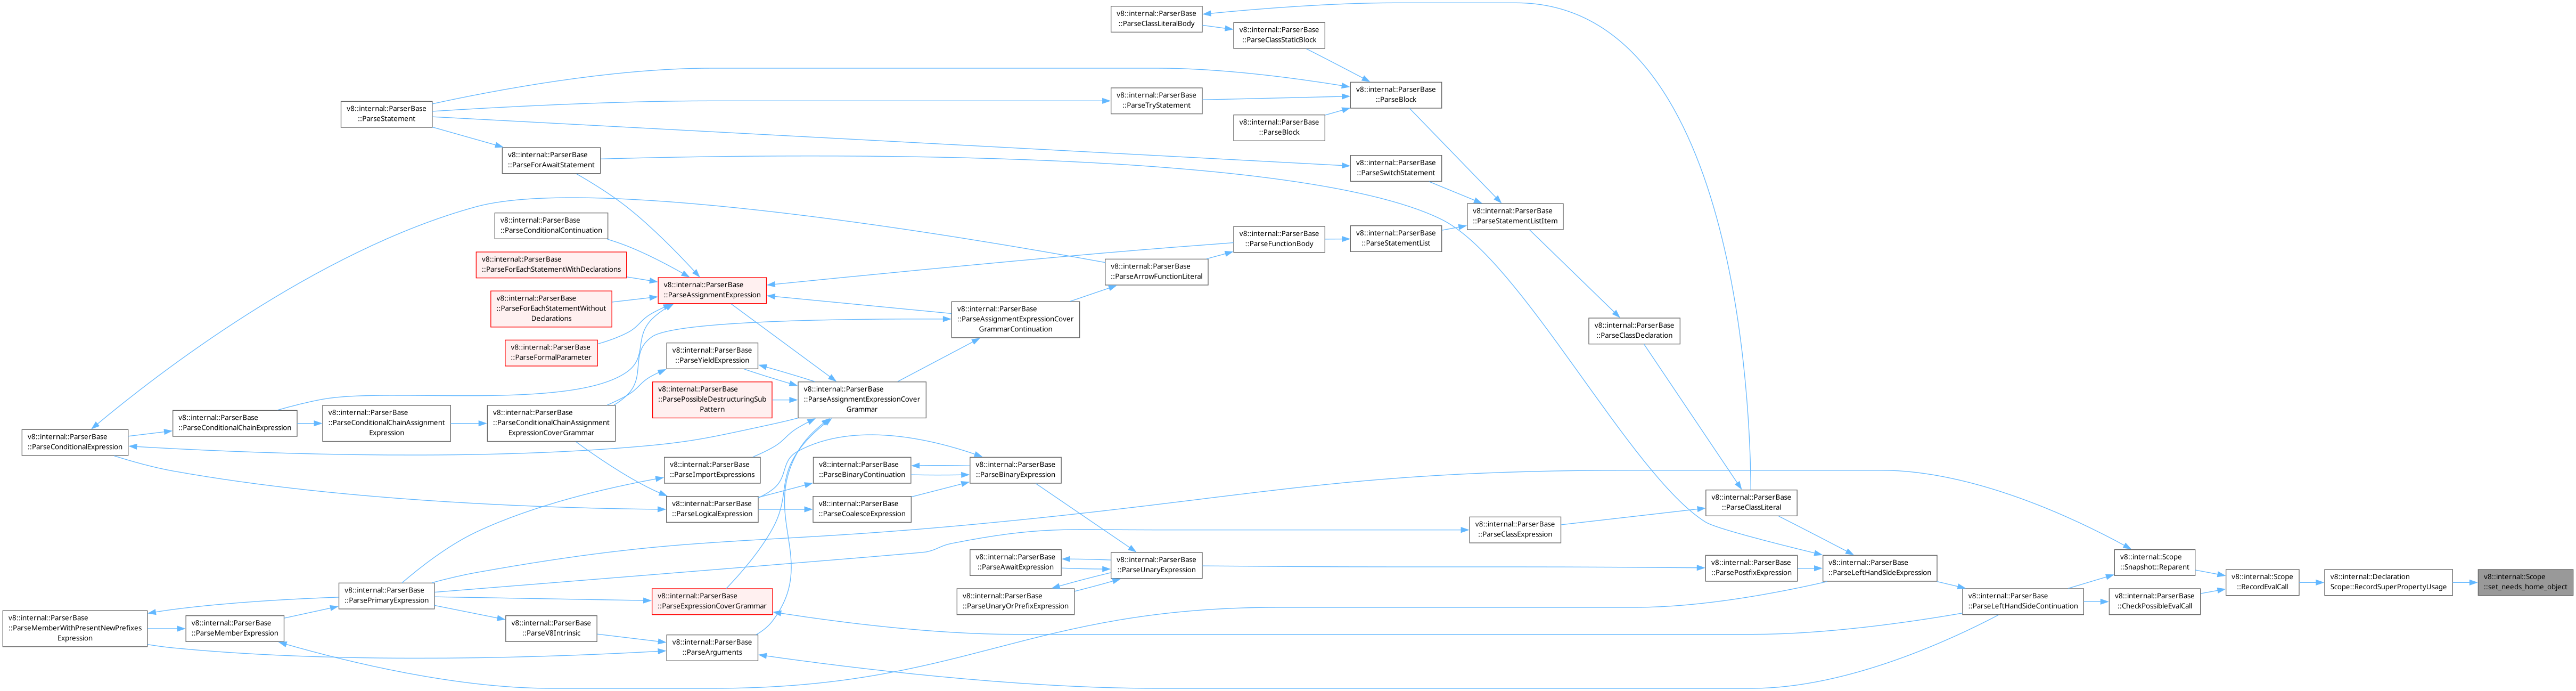 v8::internal::ParserBase
::ParseClassLiteralBody
v8::internal::ParserBase
::ParseClassStaticBlock
v8::internal::ParserBase
::ParseBlock
v8::internal::ParserBase
::ParseTryStatement
v8::internal::ParserBase
::ParseStatement
v8::internal::ParserBase
::ParseBlock
v8::internal::ParserBase
::ParseForAwaitStatement
v8::internal::ParserBase
::ParseSwitchStatement
v8::internal::ParserBase
::ParseStatementListItem
v8::internal::ParserBase
::ParseConditionalContinuation
v8::internal::ParserBase
::ParseFunctionBody
v8::internal::ParserBase
::ParseStatementList
v8::internal::ParserBase
::ParseForEachStatementWithDeclarations
v8::internal::ParserBase
::ParseArrowFunctionLiteral
v8::internal::ParserBase
::ParseAssignmentExpression
v8::internal::ParserBase
::ParseForEachStatementWithout
Declarations
v8::internal::ParserBase
::ParseAssignmentExpressionCover
GrammarContinuation
v8::internal::ParserBase
::ParseClassDeclaration
v8::internal::ParserBase
::ParseFormalParameter
v8::internal::ParserBase
::ParseYieldExpression
v8::internal::ParserBase
::ParsePossibleDestructuringSub
Pattern
v8::internal::ParserBase
::ParseAssignmentExpressionCover
Grammar
v8::internal::ParserBase
::ParseConditionalExpression
v8::internal::ParserBase
::ParseConditionalChainExpression
v8::internal::ParserBase
::ParseConditionalChainAssignment
Expression
v8::internal::ParserBase
::ParseConditionalChainAssignment
ExpressionCoverGrammar
v8::internal::ParserBase
::ParseImportExpressions
v8::internal::ParserBase
::ParseBinaryContinuation
v8::internal::ParserBase
::ParseBinaryExpression
v8::internal::ParserBase
::ParseLogicalExpression
v8::internal::ParserBase
::ParseCoalesceExpression
v8::internal::ParserBase
::ParseClassLiteral
v8::internal::ParserBase
::ParseClassExpression
v8::internal::ParserBase
::ParseAwaitExpression
v8::internal::ParserBase
::ParseUnaryExpression
v8::internal::ParserBase
::ParsePostfixExpression
v8::internal::ParserBase
::ParseLeftHandSideExpression
v8::internal::Scope
::Snapshot::Reparent
v8::internal::Scope
::RecordEvalCall
v8::internal::Declaration
Scope::RecordSuperPropertyUsage
v8::internal::Scope
::set_needs_home_object
v8::internal::ParserBase
::ParsePrimaryExpression
v8::internal::ParserBase
::ParseExpressionCoverGrammar
v8::internal::ParserBase
::ParseUnaryOrPrefixExpression
v8::internal::ParserBase
::ParseLeftHandSideContinuation
v8::internal::ParserBase
::CheckPossibleEvalCall
v8::internal::ParserBase
::ParseMemberWithPresentNewPrefixes
Expression
v8::internal::ParserBase
::ParseMemberExpression
v8::internal::ParserBase
::ParseV8Intrinsic
v8::internal::ParserBase
::ParseArguments